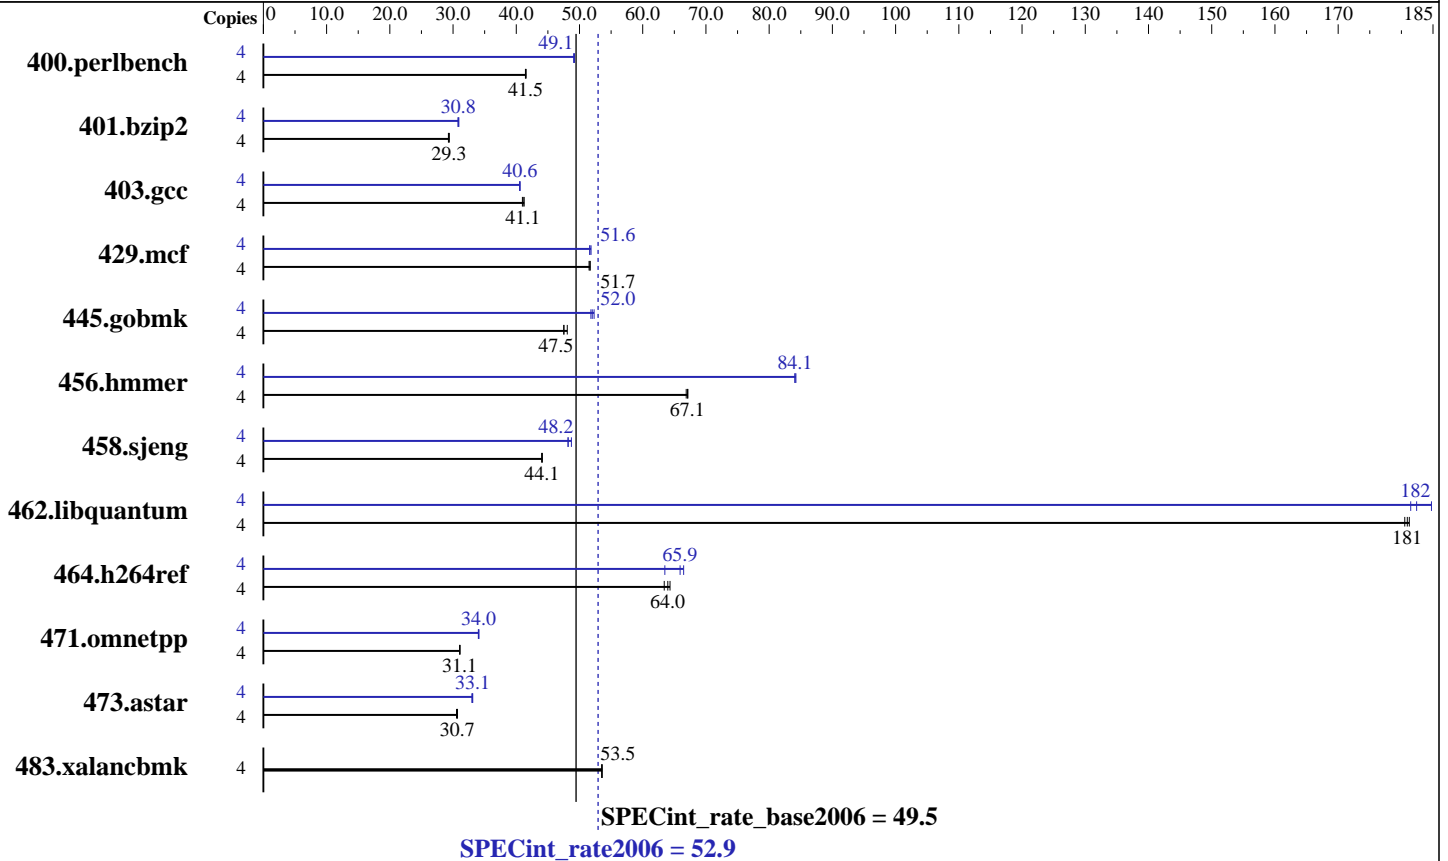 Copies 0 10.0 20.0 30.0 40.0 50.0 60.0 70.0 80.0 90.0 100 110 120 130 140 150 160 170 185
400.perlbench 4 49.1
4 41.5
401.bzip2 4 30.8
4 29.3
403.gcc 4 40.6
4 41.1
429.mcf 4 51.6
4 51.7
445.gobmk 4 52.0
4 47.5
456.hmmer 4 84.1
4 67.1
458.sjeng 4 48.2
4 44.1
462.libquantum 4 182
4 181
464.h264ref 4 65.9
4 64.0
471.omnetpp 4 34.0
4 31.1
473.astar 4 33.1
4 30.7
483.xalancbmk 4 53.5
SPECint_rate_base2006 = 49.5
SPECint_rate2006 = 52.9